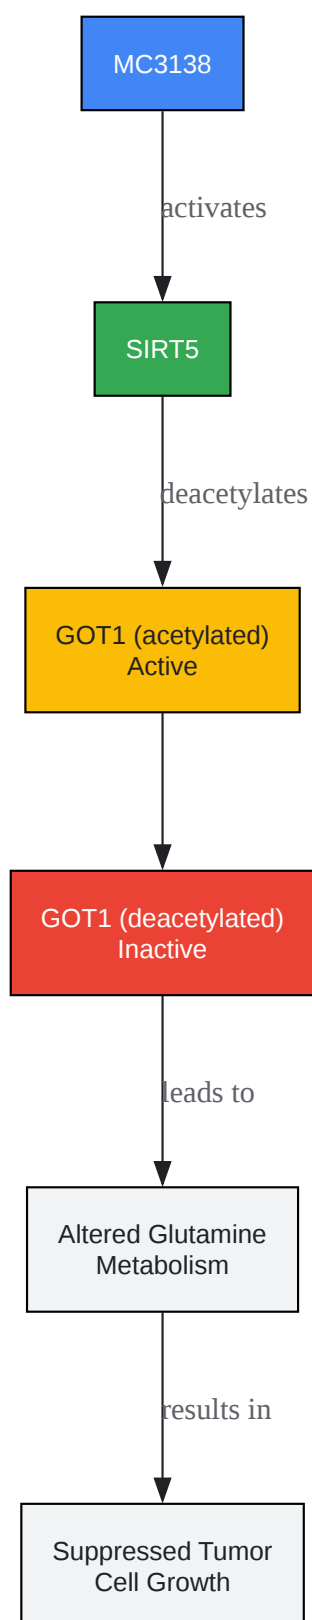 MC3138
activates
SIRT5
deacetylates
GOT1 (acetylated)
Active
GOT1 (deacetylated)
Inactive
leads to
Altered Glutamine
Metabolism
results in
Suppressed Tumor
Cell Growth